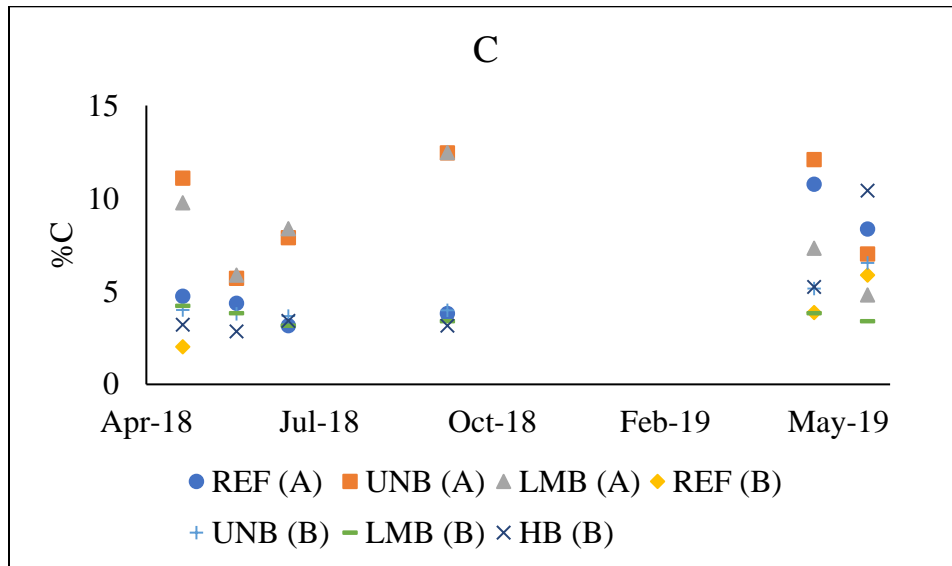 C
15
10
5
0
%C
Apr-18 Jul-18 Oct-18 Feb-19 May-19
REF (A) UNB (A) LMB (A) REF (B)
UNB (B) LMB (B) HB (B)